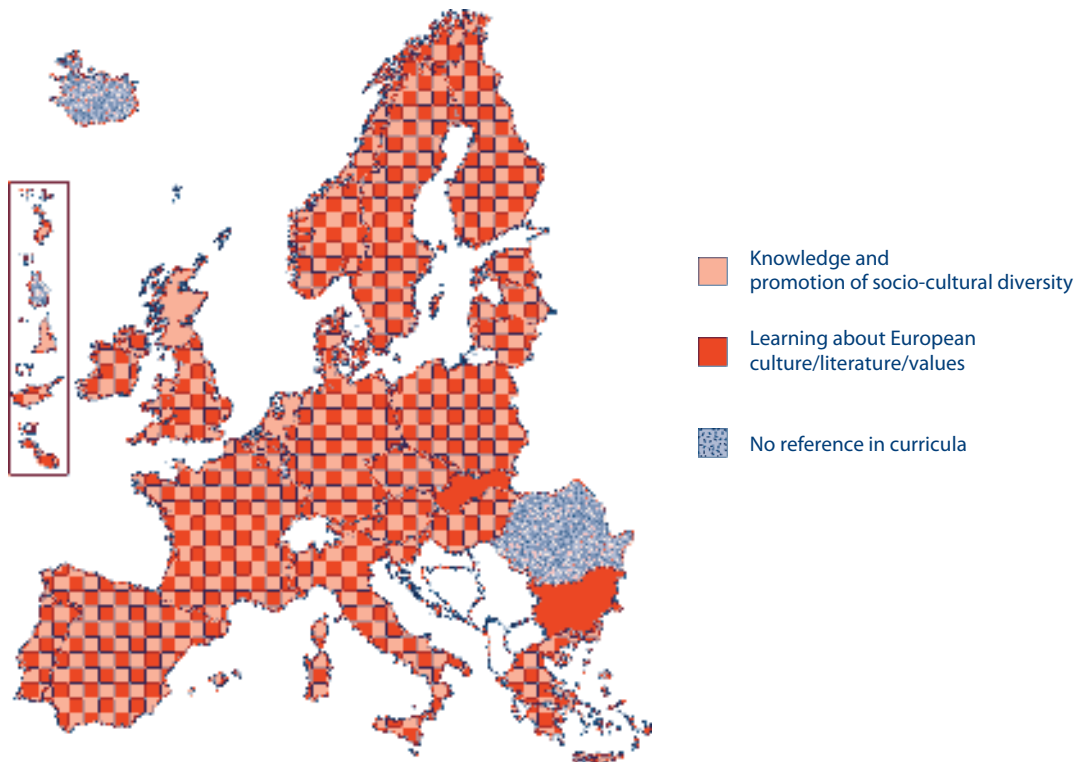 CY
Knowledge and
promotion of socio-cultural diversity
Learning about European
culture/literature/values
No reference in curricula